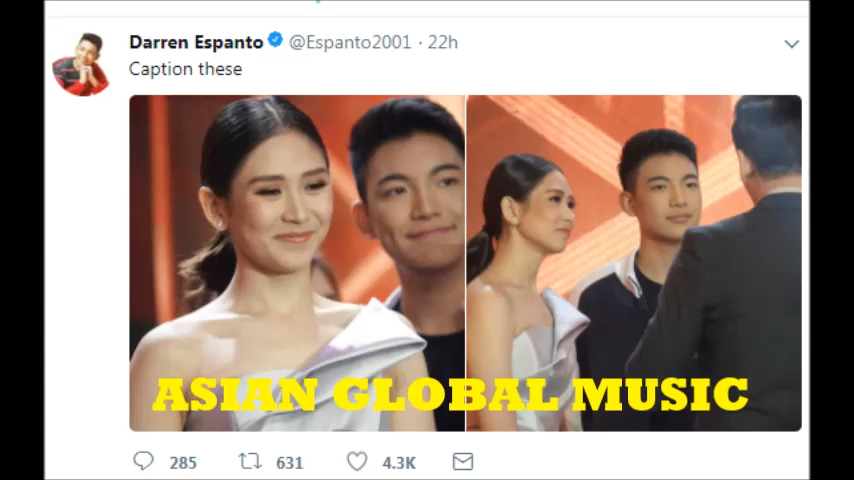 Darren Espanto @Espanto2001 · 22h
Caption these
ASIAN GLOBAL MUSIC
285 631 4.3K